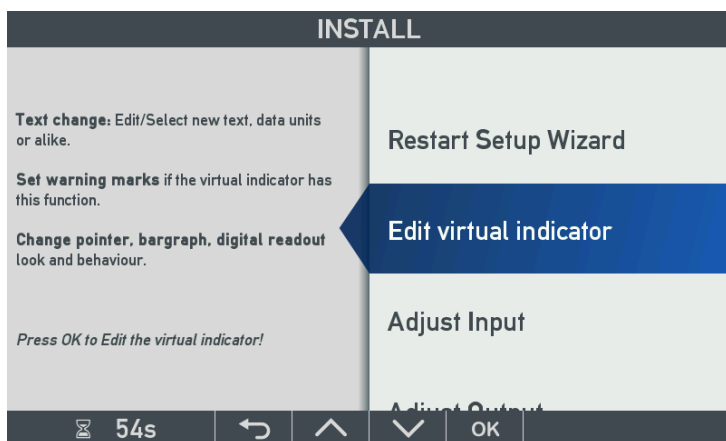 INSTALL
Text change: Edit/Select new text, data units
or alike.
Set warning marks if the virtual indicator has
this function.
Change pointer, bargraph, digital readout
look and behaviour.
Press OK to Edit the virtual indicator!
Restart Setup Wizard
Edit virtual indicator
Adjust Input
Adjust Output
54s
OK